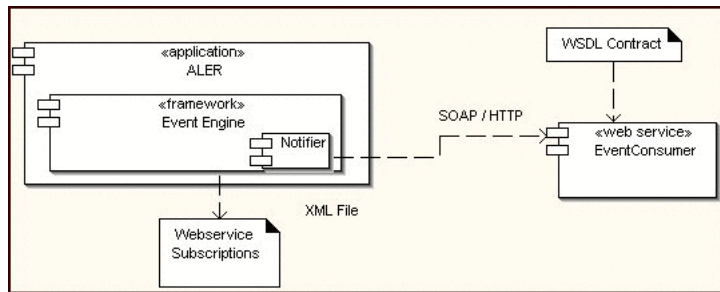 «application»
ALER
«framework»
Event Engine
Notifier
SOAP / HTTP
WSDL Contract
«web service»
EventConsumer
XML File
Webservice
Subscriptions